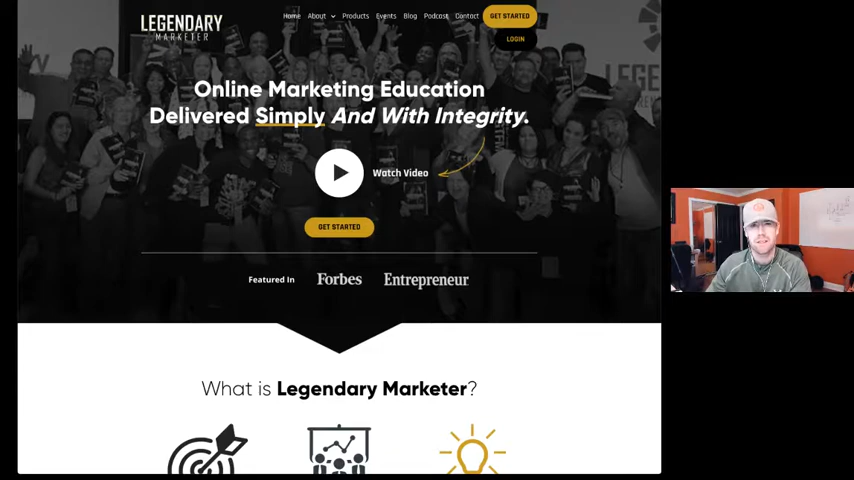 LEGENDARY
MARKETER
Home About Products Events Blog Podcast Contact GET STARTED
LOGIN
Online Marketing Education
Delivered Simply And With Integrity.
Watch Video
GET STARTED
Featured In Forbes Entrepreneur
What is Legendary Marketer?